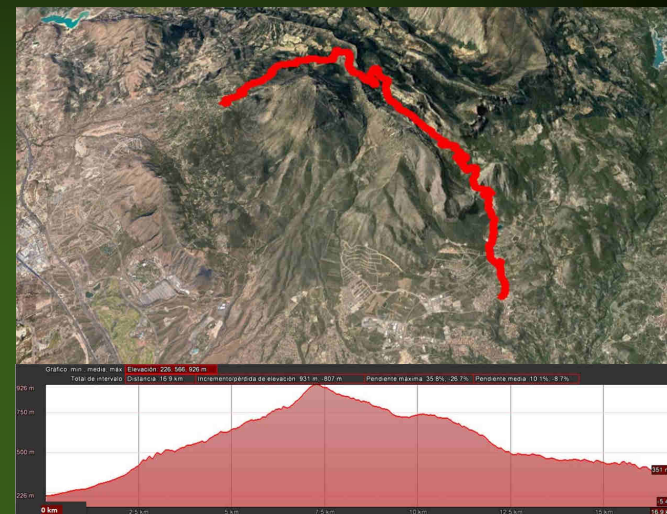 Gráfico: min., media, máx Elevación: 226, 566, 926 m
Total de intervalo: Distancia: 16.9 km Incremento/pérdida de elevación: 931 m, -807 m Pendiente máxima: 35.8%, -26.7% Pendiente media: 10.1%, -8.7%
926 m
750 m
500 m
351 m
226 m
0 km 2.5 km 5 km 7.5 km 10 km 12.5 km 15 km 16.9